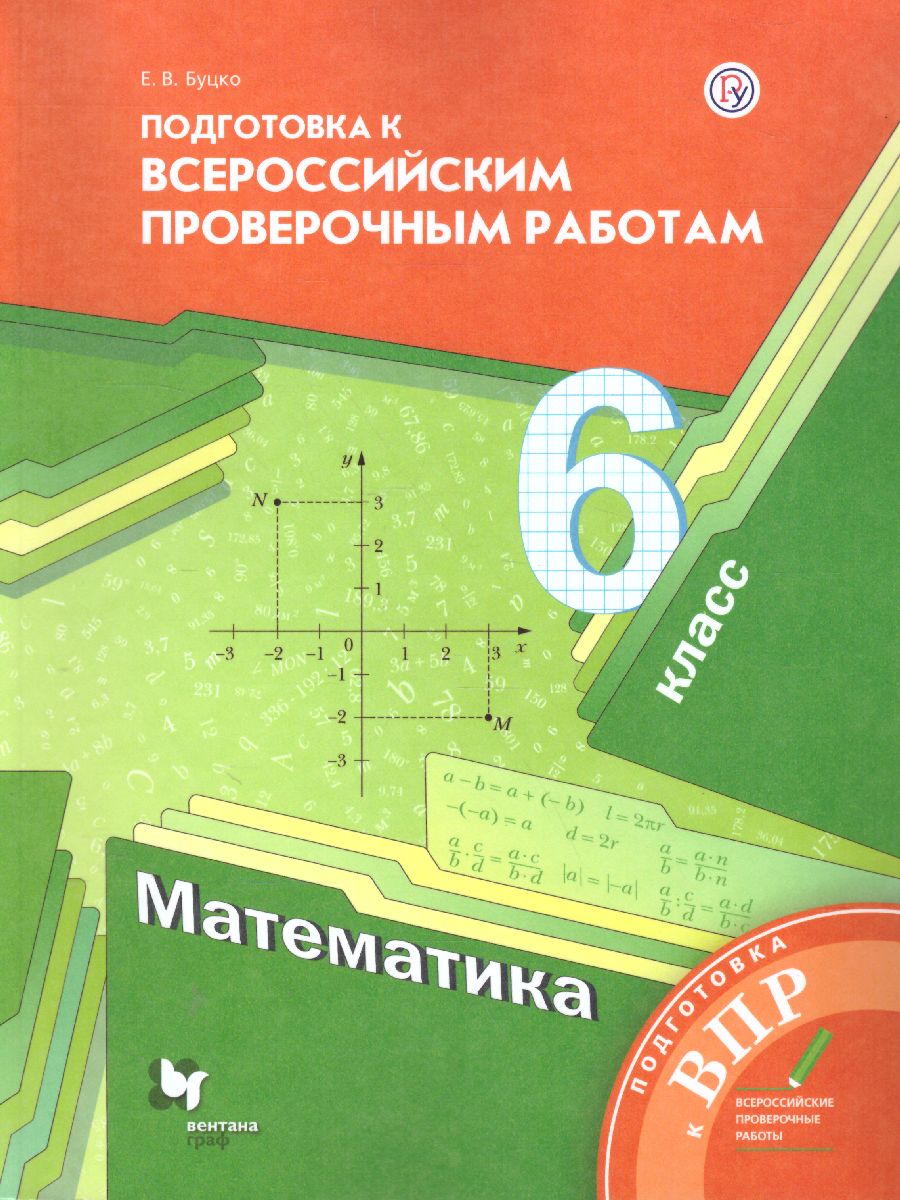 Е. В. Буцко
РУ
ПОДГОТОВКА К
ВСЕРОССИЙСКИМ
ПРОВЕРОЧНЫМ РАБОТАМ
6
класс
y
N
3
2
1
-3 -2 -1 0 1 2 3 x
-1
-2
M
-3
a – b = a + (– b)
l = 2πr
–(–a) = a
d = 2r
a/b = a · n/b · n
a/b · c/d = a · c/b · d
|a| = |–a|
a/b : c/d = a · d/b · c
Математика
ПОДГОТОВКА
К ВПР
ВСЕРОССИЙСКИЕ
ПРОВЕРОЧНЫЕ
РАБОТЫ
вентана
граф